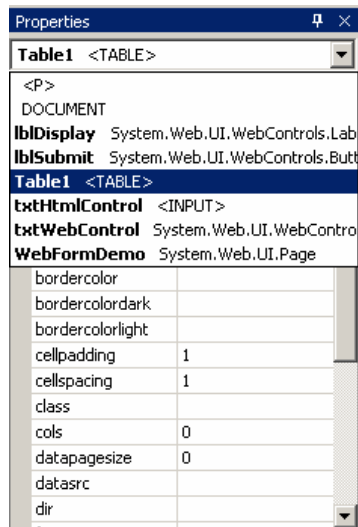 Properties
Table1 <TABLE>
<P>
DOCUMENT
lblDisplay System.Web.UI.WebControls.Lab
lblSubmit System.Web.UI.WebControls.Butt
Table1 <TABLE>
txtHtmlControl <INPUT>
txtWebControl System.Web.UI.WebContro
WebFormDemo System.Web.UI.Page
bordercolor
bordercolordark
bordercolorlight
cellpadding 1
cellspacing 1
class
cols 0
datapagesize 0
datasrc
dir